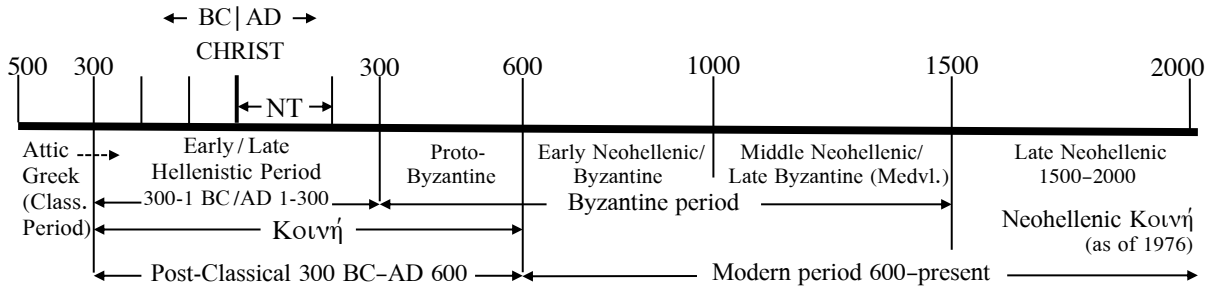 BC | AD
CHRIST
500 300 300 600 1000 1500 2000
NT
Attic Greek (Class. Period)
Early / Late
Hellenistic Period
300-1 BC / AD 1-300
Proto-
Byzantine
Early Neohellenic/
Byzantine
Middle Neohellenic/
Late Byzantine (Medvl.)
Late Neohellenic
1500–2000
Byzantine period
Κοινή
Neohellenic Κοινή
(as of 1976)
Post-Classical 300 BC–AD 600
Modern period 600–present